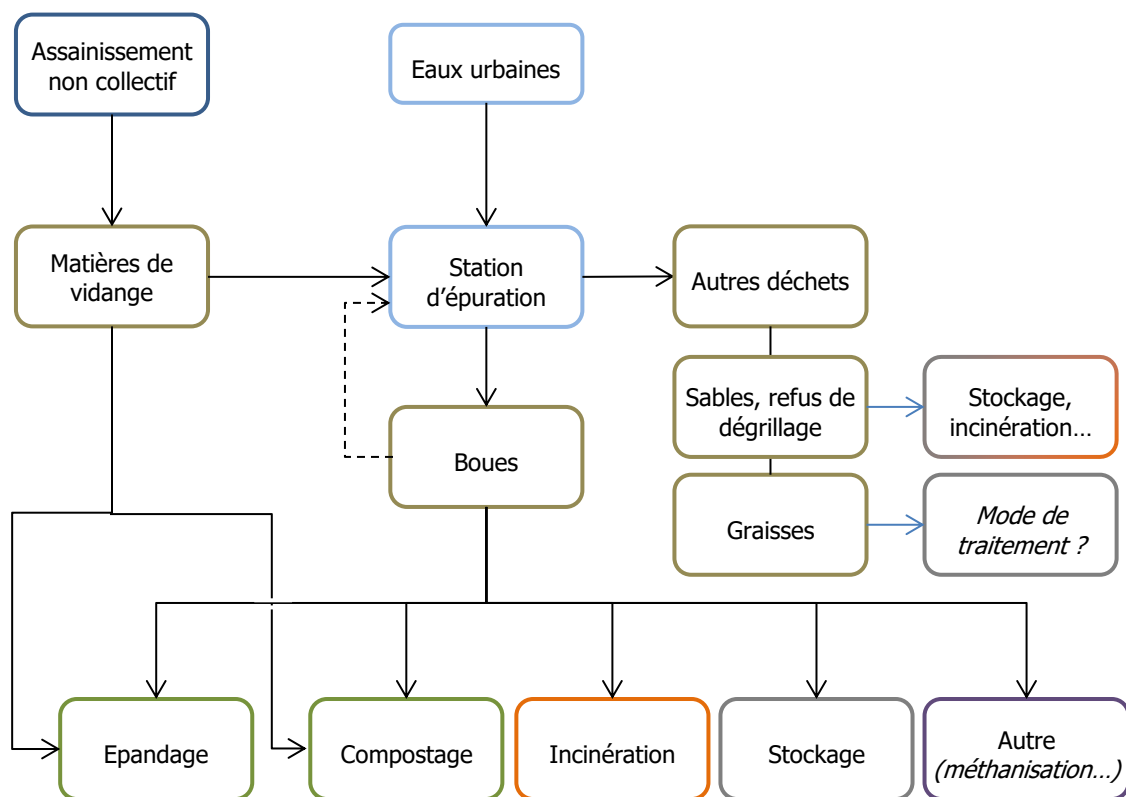 Assainissement
non collectif
Eaux urbaines
Matières de
vidange
Station
d’épuration
Autres déchets
Sables, refus de
dégrillage
Stockage,
incinération…
Boues
Graisses
Mode de
traitement ?
Epandage
Compostage
Incinération
Stockage
Autre
(méthanisation…)